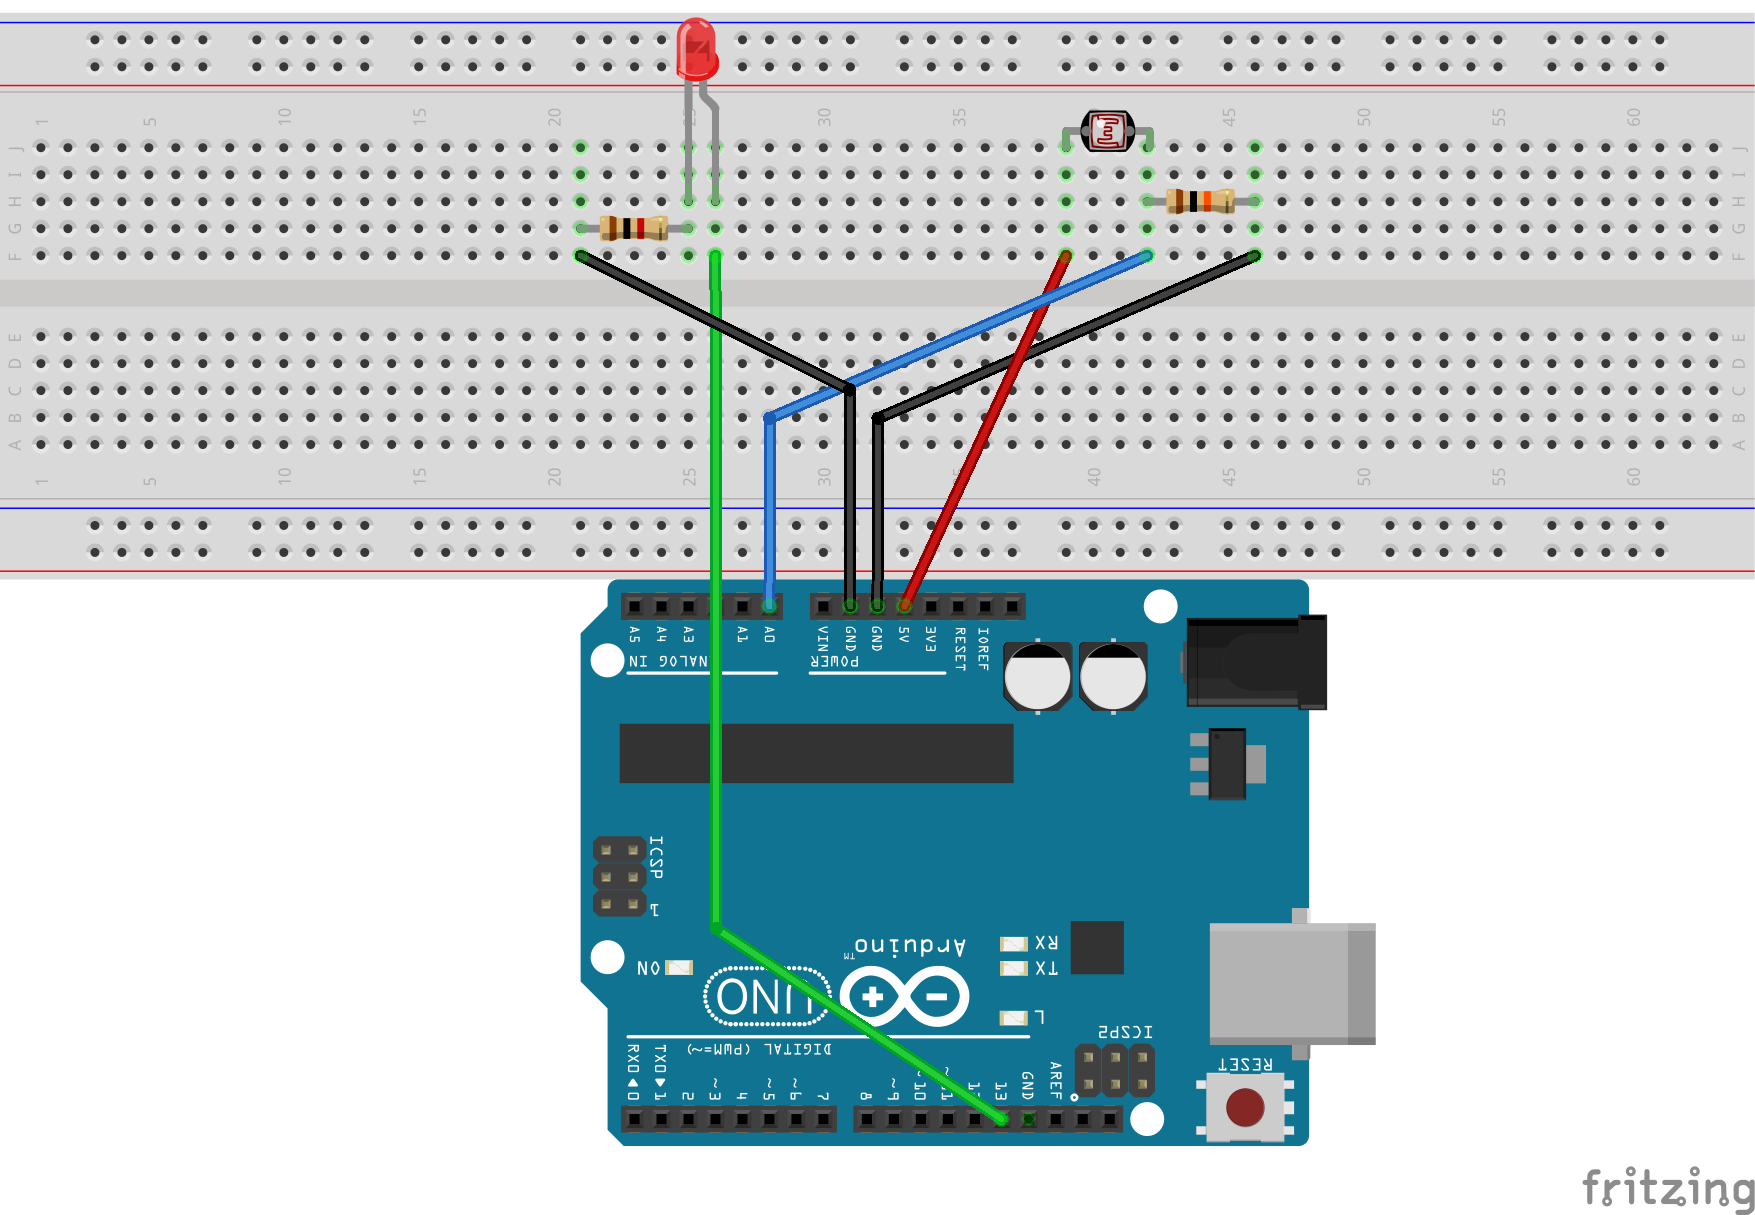 1 5 10 15 20 25 30 35 40 45 50 55 60
J J
I I
H H
G G
F F
E E
D D
C C
B B
A A
1 5 10 15 20 25 30 35 40 45 50 55 60
A5 A4 A3 A1 A0 VIN GND GND 5V 3V3 RESET IOREF
ANALOG IN POWER
ICSP
1
Arduino
TM
RX
ON
TX
UNO
L
ICSP2
DIGITAL (PWM=~)
RESET
RX0◀0 TX0▶1 2 ~3 4 ~5 ~6 7 8 ~9 ~10 ~11 13 GND AREF
fritzing